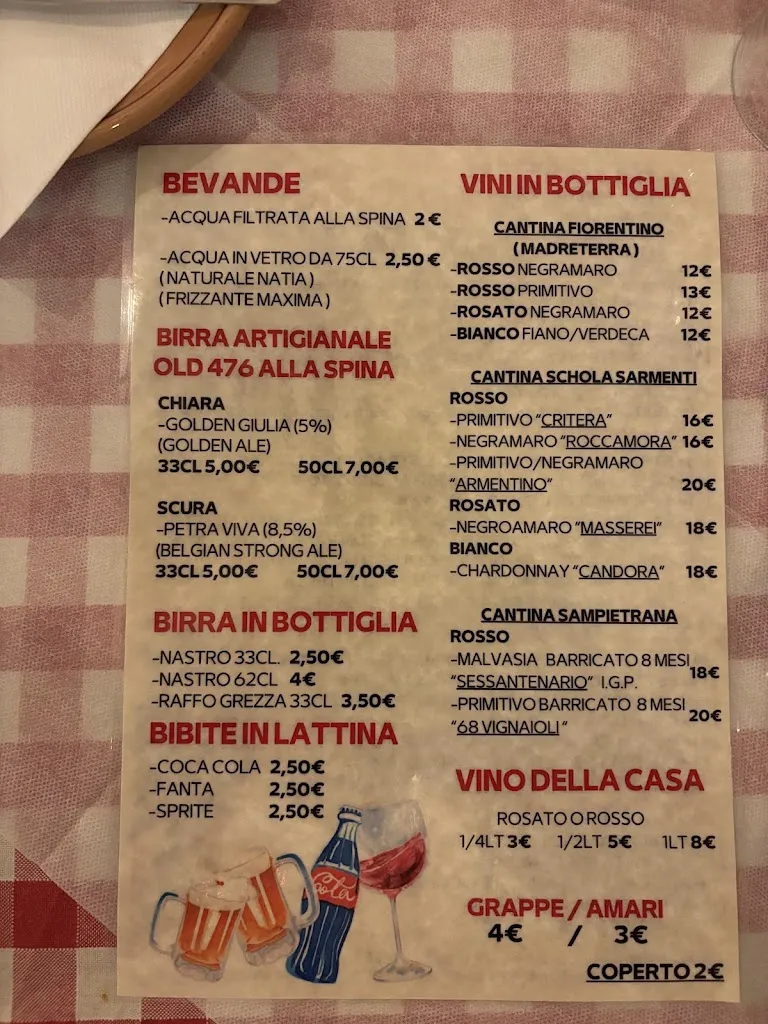 BEVANDE
-ACQUA FILTRATA ALLA SPINA 2 €
-ACQUA IN VETRO DA 75CL 2,50 €
( NATURALE NATIA )
( FRIZZANTE MAXIMA )
BIRRA ARTIGIANALE
OLD 476 ALLA SPINA
CHIARA
-GOLDEN GIULIA (5%)
(GOLDEN ALE)
33CL 5,00€ 50CL 7,00€
SCURA
-PETRA VIVA (8,5%)
(BELGIAN STRONG ALE)
33CL 5,00€ 50CL 7,00€
BIRRA IN BOTTIGLIA
-NASTRO 33CL. 2,50€
-NASTRO 62CL 4€
-RAFFO GREZZA 33CL 3,50€
BIBITE IN LATTINA
-COCA COLA 2,50€
-FANTA 2,50€
-SPRITE 2,50€
Cola
VINI IN BOTTIGLIA
CANTINA FIORENTINO
( MADRETERRA )
-ROSSO NEGRAMARO 12€
-ROSSO PRIMITIVO 13€
-ROSATO NEGRAMARO 12€
-BIANCO FIANO/VERDECA 12€
CANTINA SCHOLA SARMENTI
ROSSO
-PRIMITIVO "CRITERA" 16€
-NEGRAMARO "ROCCAMORA" 16€
-PRIMITIVO/NEGRAMARO
"ARMENTINO" 20€
ROSATO
-NEGROAMARO "MASSEREI" 18€
BIANCO
-CHARDONNAY "CANDORA" 18€
CANTINA SAMPIETRANA
ROSSO
-MALVASIA BARRICATO 8 MESI
"SESSANTENARIO" I.G.P. 18€
-PRIMITIVO BARRICATO 8 MESI
"68 VIGNAIOLI" 20€
VINO DELLA CASA
ROSATO O ROSSO
1/4LT 3€ 1/2LT 5€ 1LT 8€
GRAPPE / AMARI
4€ / 3€
COPERTO 2€